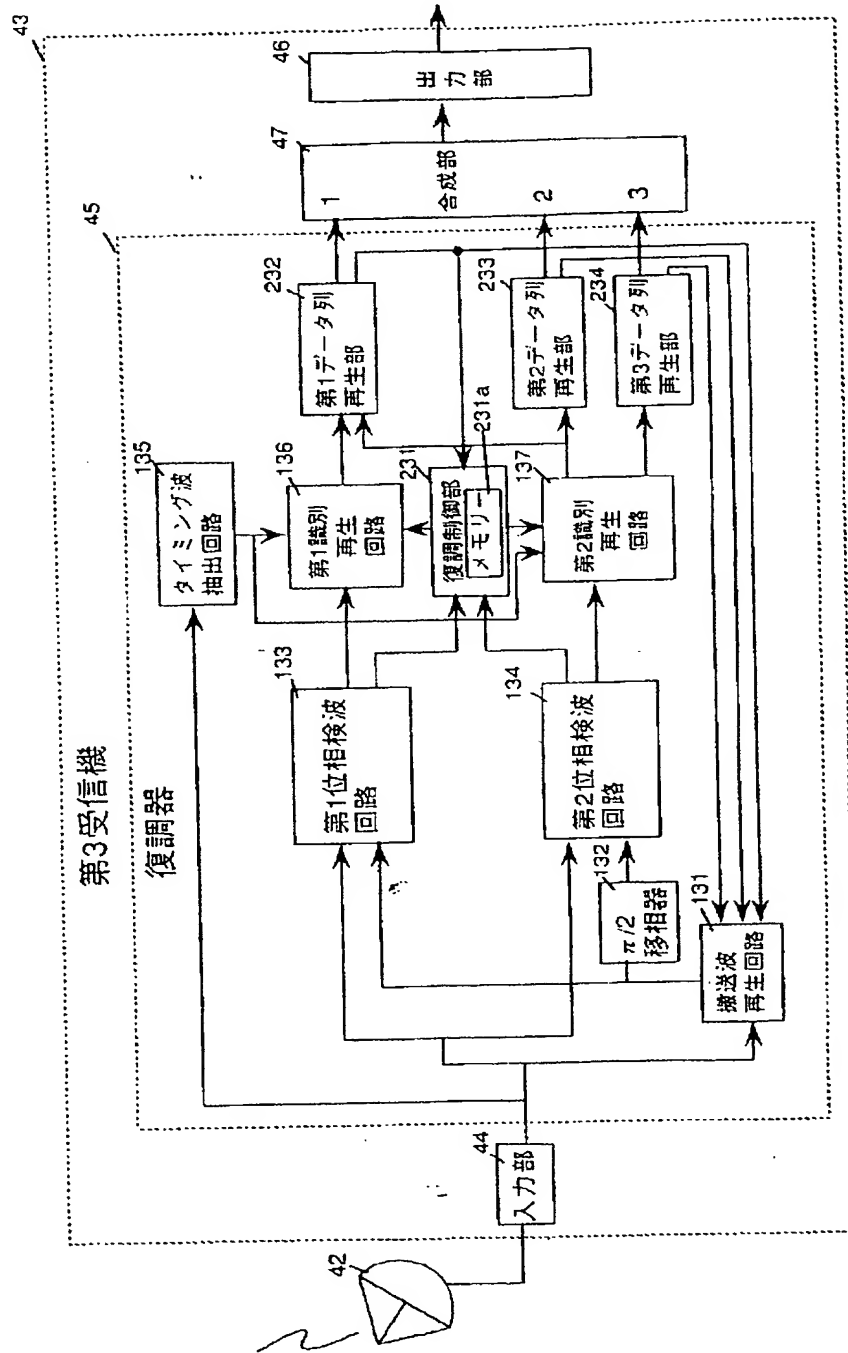 第3受信機
43
復調器
45
42
44
入力部
135
タイミング波
抽出回路
133
第1位相検波
回路
134
第2位相検波
回路
132
π/2
移相器
131
搬送波
再生回路
136
第1識別
再生
回路
231
復調制御部
メモリー
231a
137
第2識別
再生
回路
232
第1データ列
再生部
233
第2データ列
再生部
234
第3データ列
再生部
47
合成部
1
2
3
46
出力部